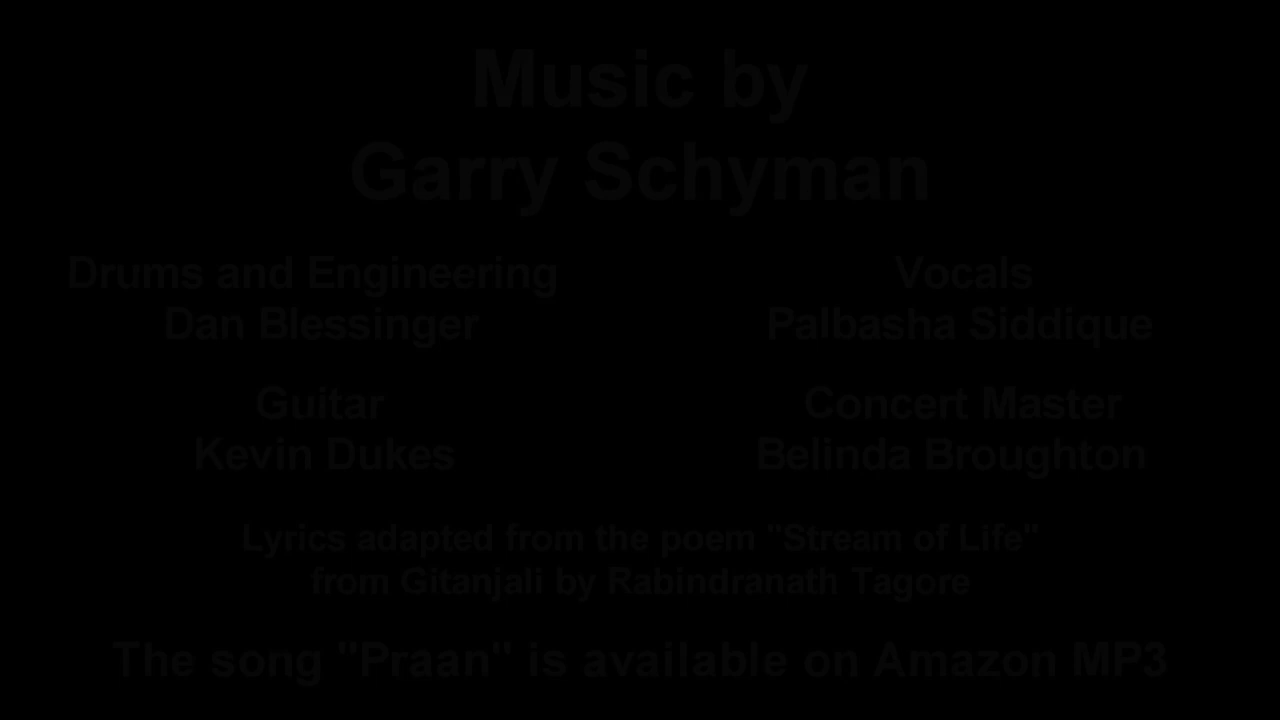 Music by
Garry Schyman
Drums and Engineering
Dan Blessinger
Vocals
Palbasha Siddique
Guitar
Kevin Dukes
Concert Master
Belinda Broughton
Lyrics adapted from the poem "Stream of Life"
from Gitanjali by Rabindranath Tagore
The song "Praan" is available on Amazon MP3